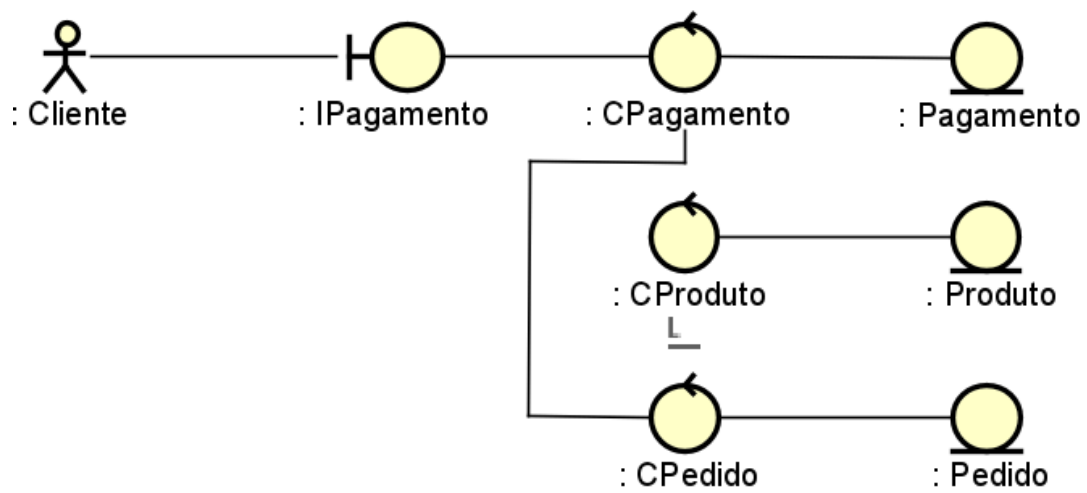 : Cliente
: IPagamento
: CPagamento
: Pagamento
: CProduto
: Produto
: CPedido
: Pedido